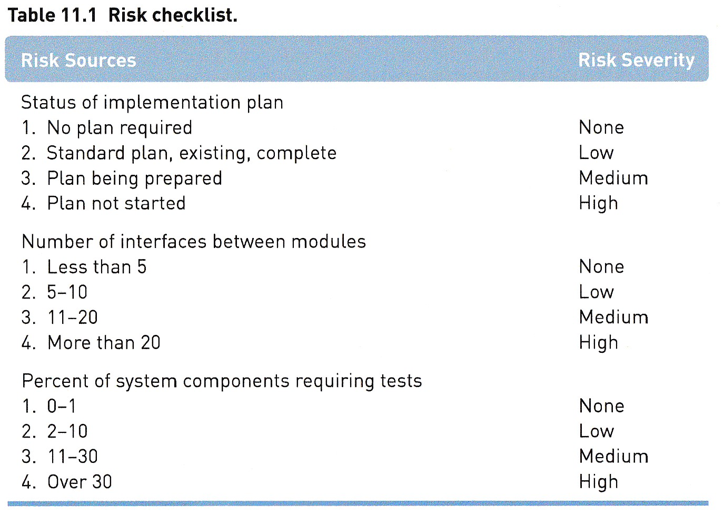 Table 11.1 Risk checklist.
Risk Sources Risk Severity
Status of implementation plan
1. No plan required None
2. Standard plan, existing, complete Low
3. Plan being prepared Medium
4. Plan not started High
Number of interfaces between modules
1. Less than 5 None
2. 5–10 Low
3. 11–20 Medium
4. More than 20 High
Percent of system components requiring tests
1. 0–1 None
2. 2–10 Low
3. 11–30 Medium
4. Over 30 High